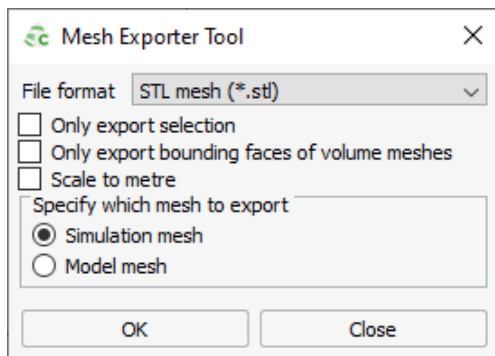 Mesh Exporter Tool
File format STL mesh (*.stl)
Only export selection
Only export bounding faces of volume meshes
Scale to metre
Specify which mesh to export
Simulation mesh
Model mesh
OK Close